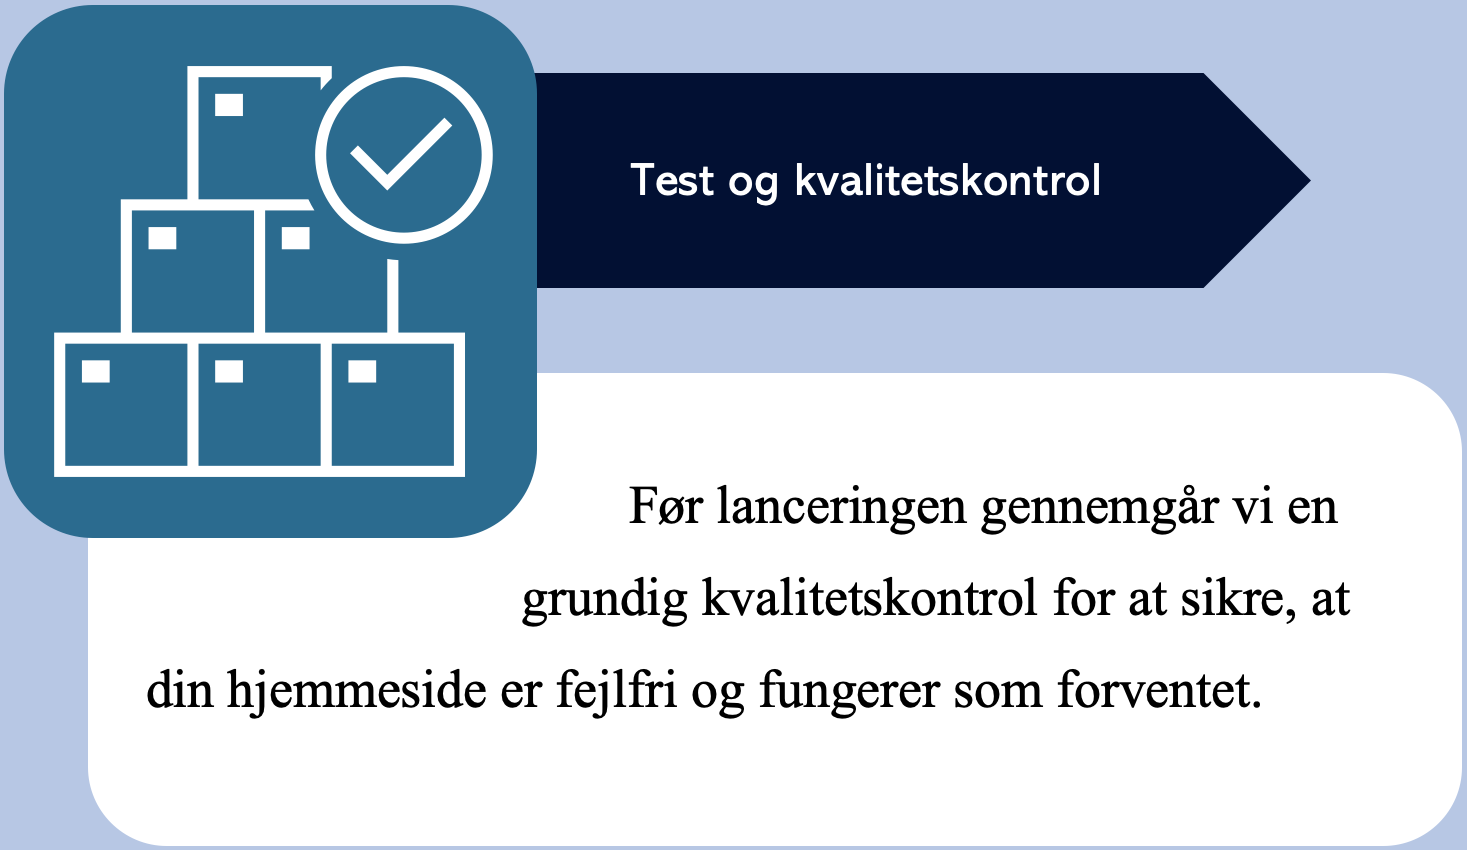 Test og kvalitetskontrol
Før lanceringen gennemgår vi en
grundig kvalitetskontrol for at sikre, at
din hjemmeside er fejlfri og fungerer som forventet.